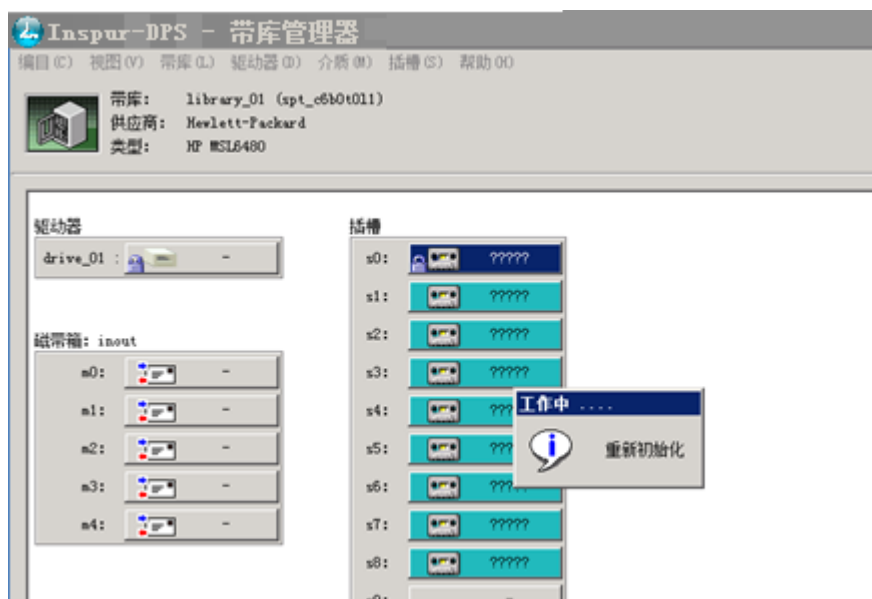 Inspur-DPS - 带库管理器
编目(C) 视图(V) 带库(L) 驱动器(D) 介质(M) 插槽(S) 帮助(H)
带库: library_01 (spt_c6b0t0l1)
供应商: Hewlett-Packard
类型: HP MSL6480
驱动器
drive_01 : -
磁带箱: inout
m0: -
m1: -
m2: -
m3: -
m4: -
插槽
s0: ?????
s1: ?????
s2: ?????
s3: ?????
s4: ???
s5: ???
s6: ???
s7: ?????
s8: ?????
工作中 ....
重新初始化